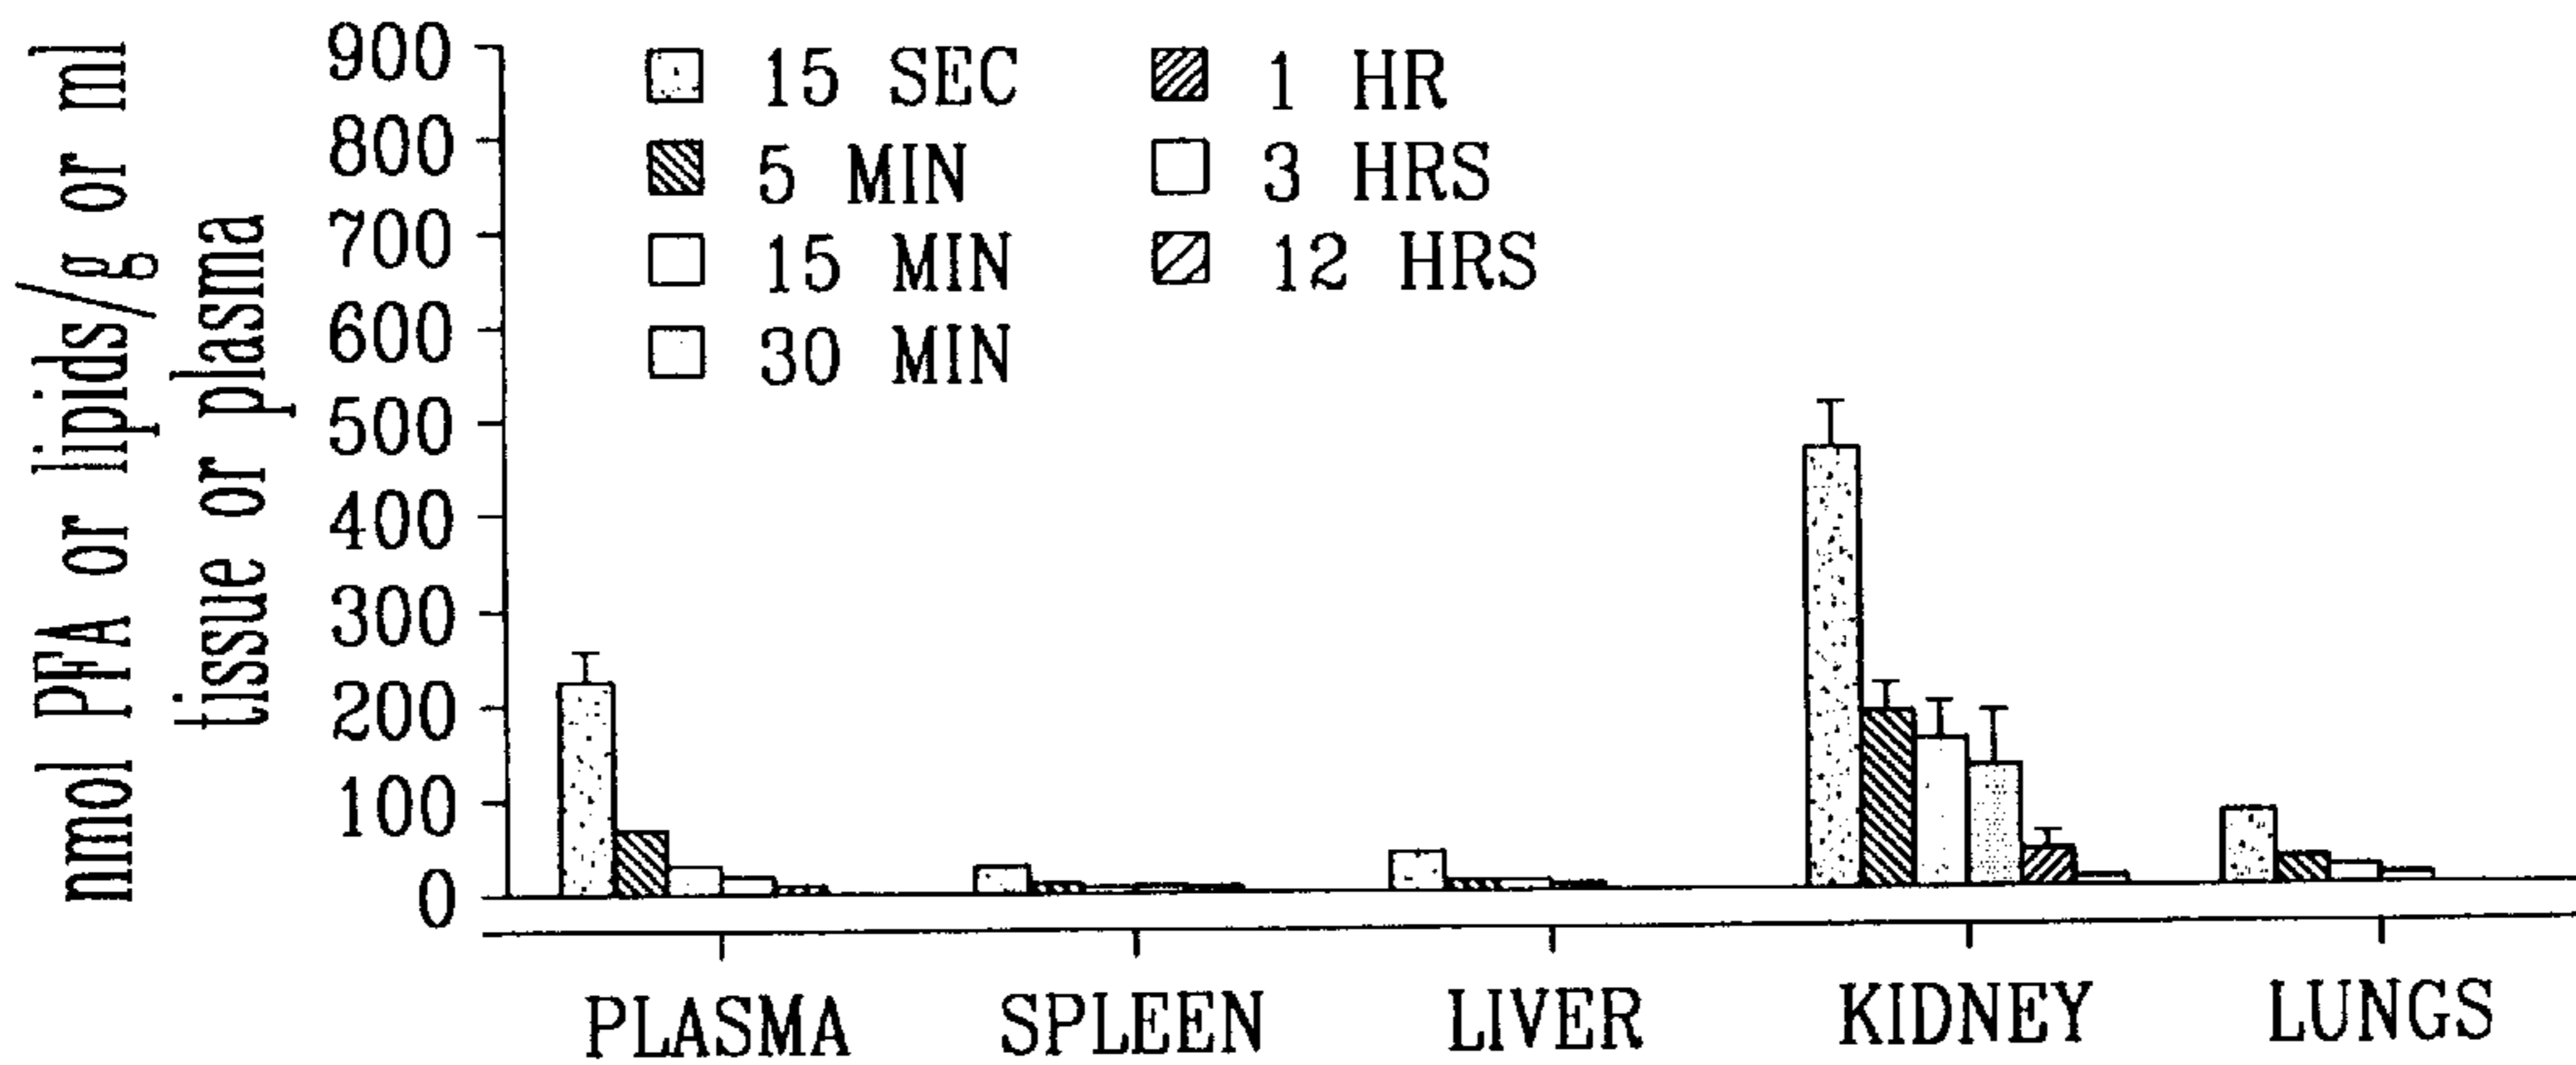 nmol PFA or lipids/g or ml
tissue or plasma
900
800
700
600
500
400
300
200
100
0
15 SEC
5 MIN
15 MIN
30 MIN
1 HR
3 HRS
12 HRS
PLASMA
SPLEEN
LIVER
KIDNEY
LUNGS